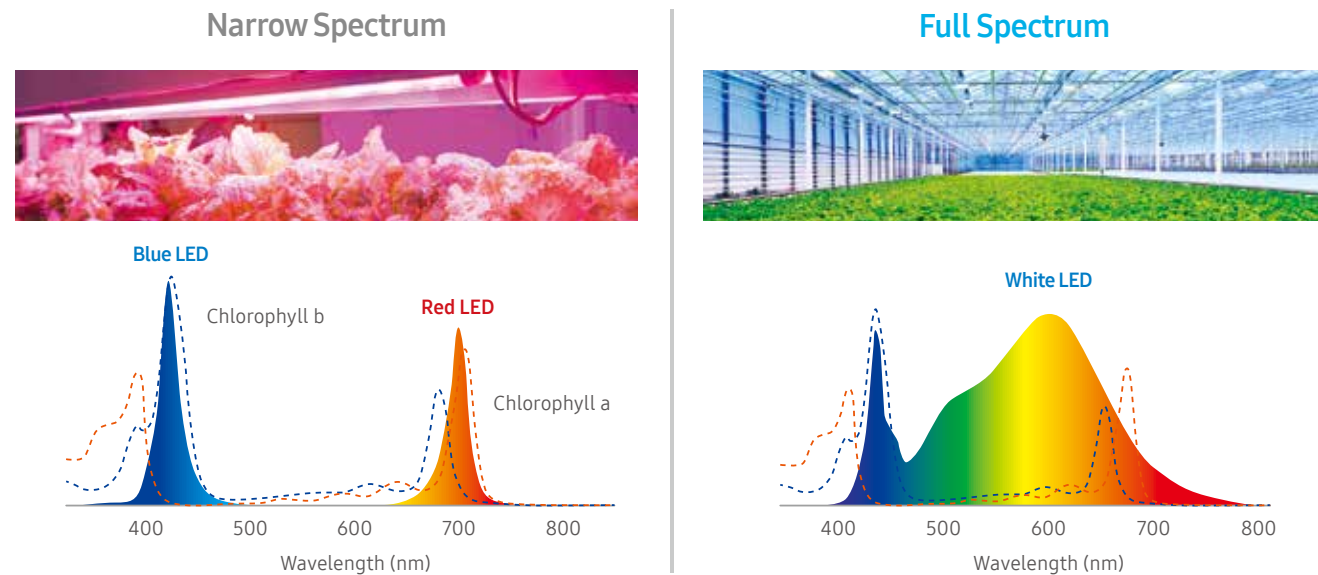 Narrow Spectrum
Blue LED
Chlorophyll b
Red LED
Chlorophyll a
400 500 600 700 800
Wavelength (nm)
Full Spectrum
White LED
400 500 600 700 800
Wavelength (nm)